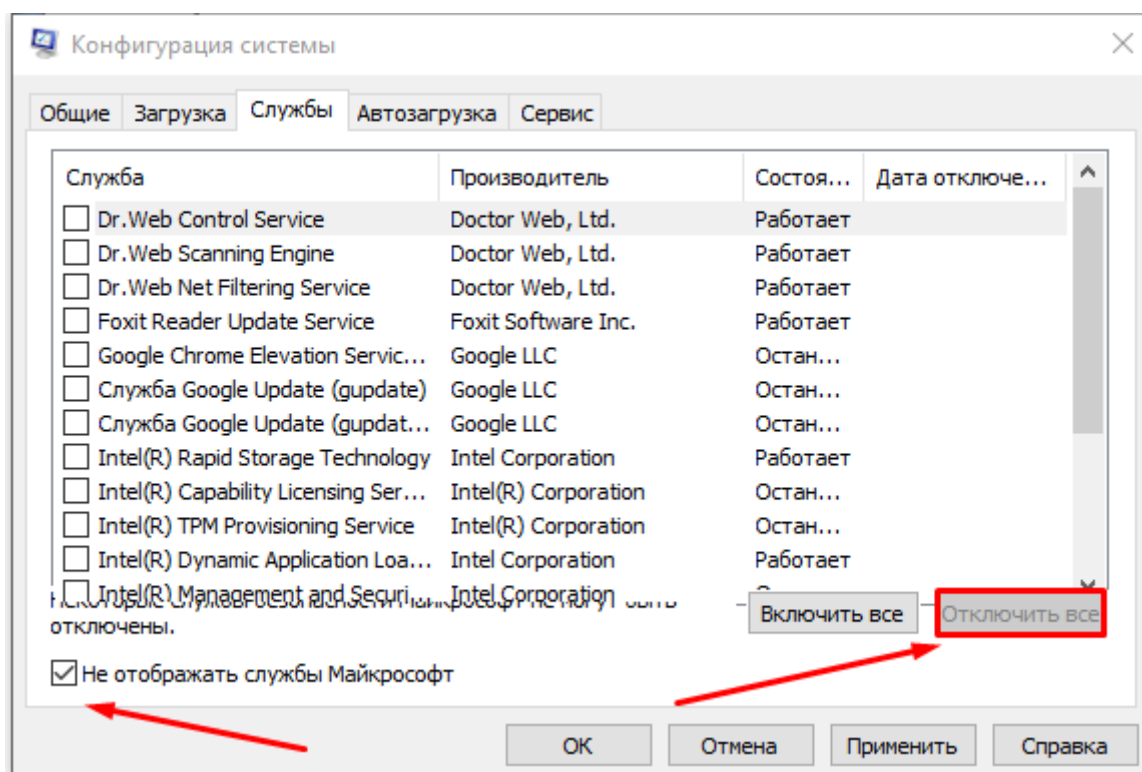 Конфигурация системы
Общие Загрузка Службы Автозагрузка Сервис
Служба Производитель Состоя... Дата отключе...
Dr.Web Control Service Doctor Web, Ltd. Работает
Dr.Web Scanning Engine Doctor Web, Ltd. Работает
Dr.Web Net Filtering Service Doctor Web, Ltd. Работает
Foxit Reader Update Service Foxit Software Inc. Работает
Google Chrome Elevation Servic... Google LLC Остан...
Служба Google Update (gupdate) Google LLC Остан...
Служба Google Update (gupdat... Google LLC Остан...
Intel(R) Rapid Storage Technology Intel Corporation Работает
Intel(R) Capability Licensing Ser... Intel(R) Corporation Остан...
Intel(R) TPM Provisioning Service Intel(R) Corporation Остан...
Intel(R) Dynamic Application Loa... Intel Corporation Работает
Intel(R) Management and Securi... Intel Corporation
отключены.
Включить все Отключить все
Не отображать службы Майкрософт
ОК Отмена Применить Справка